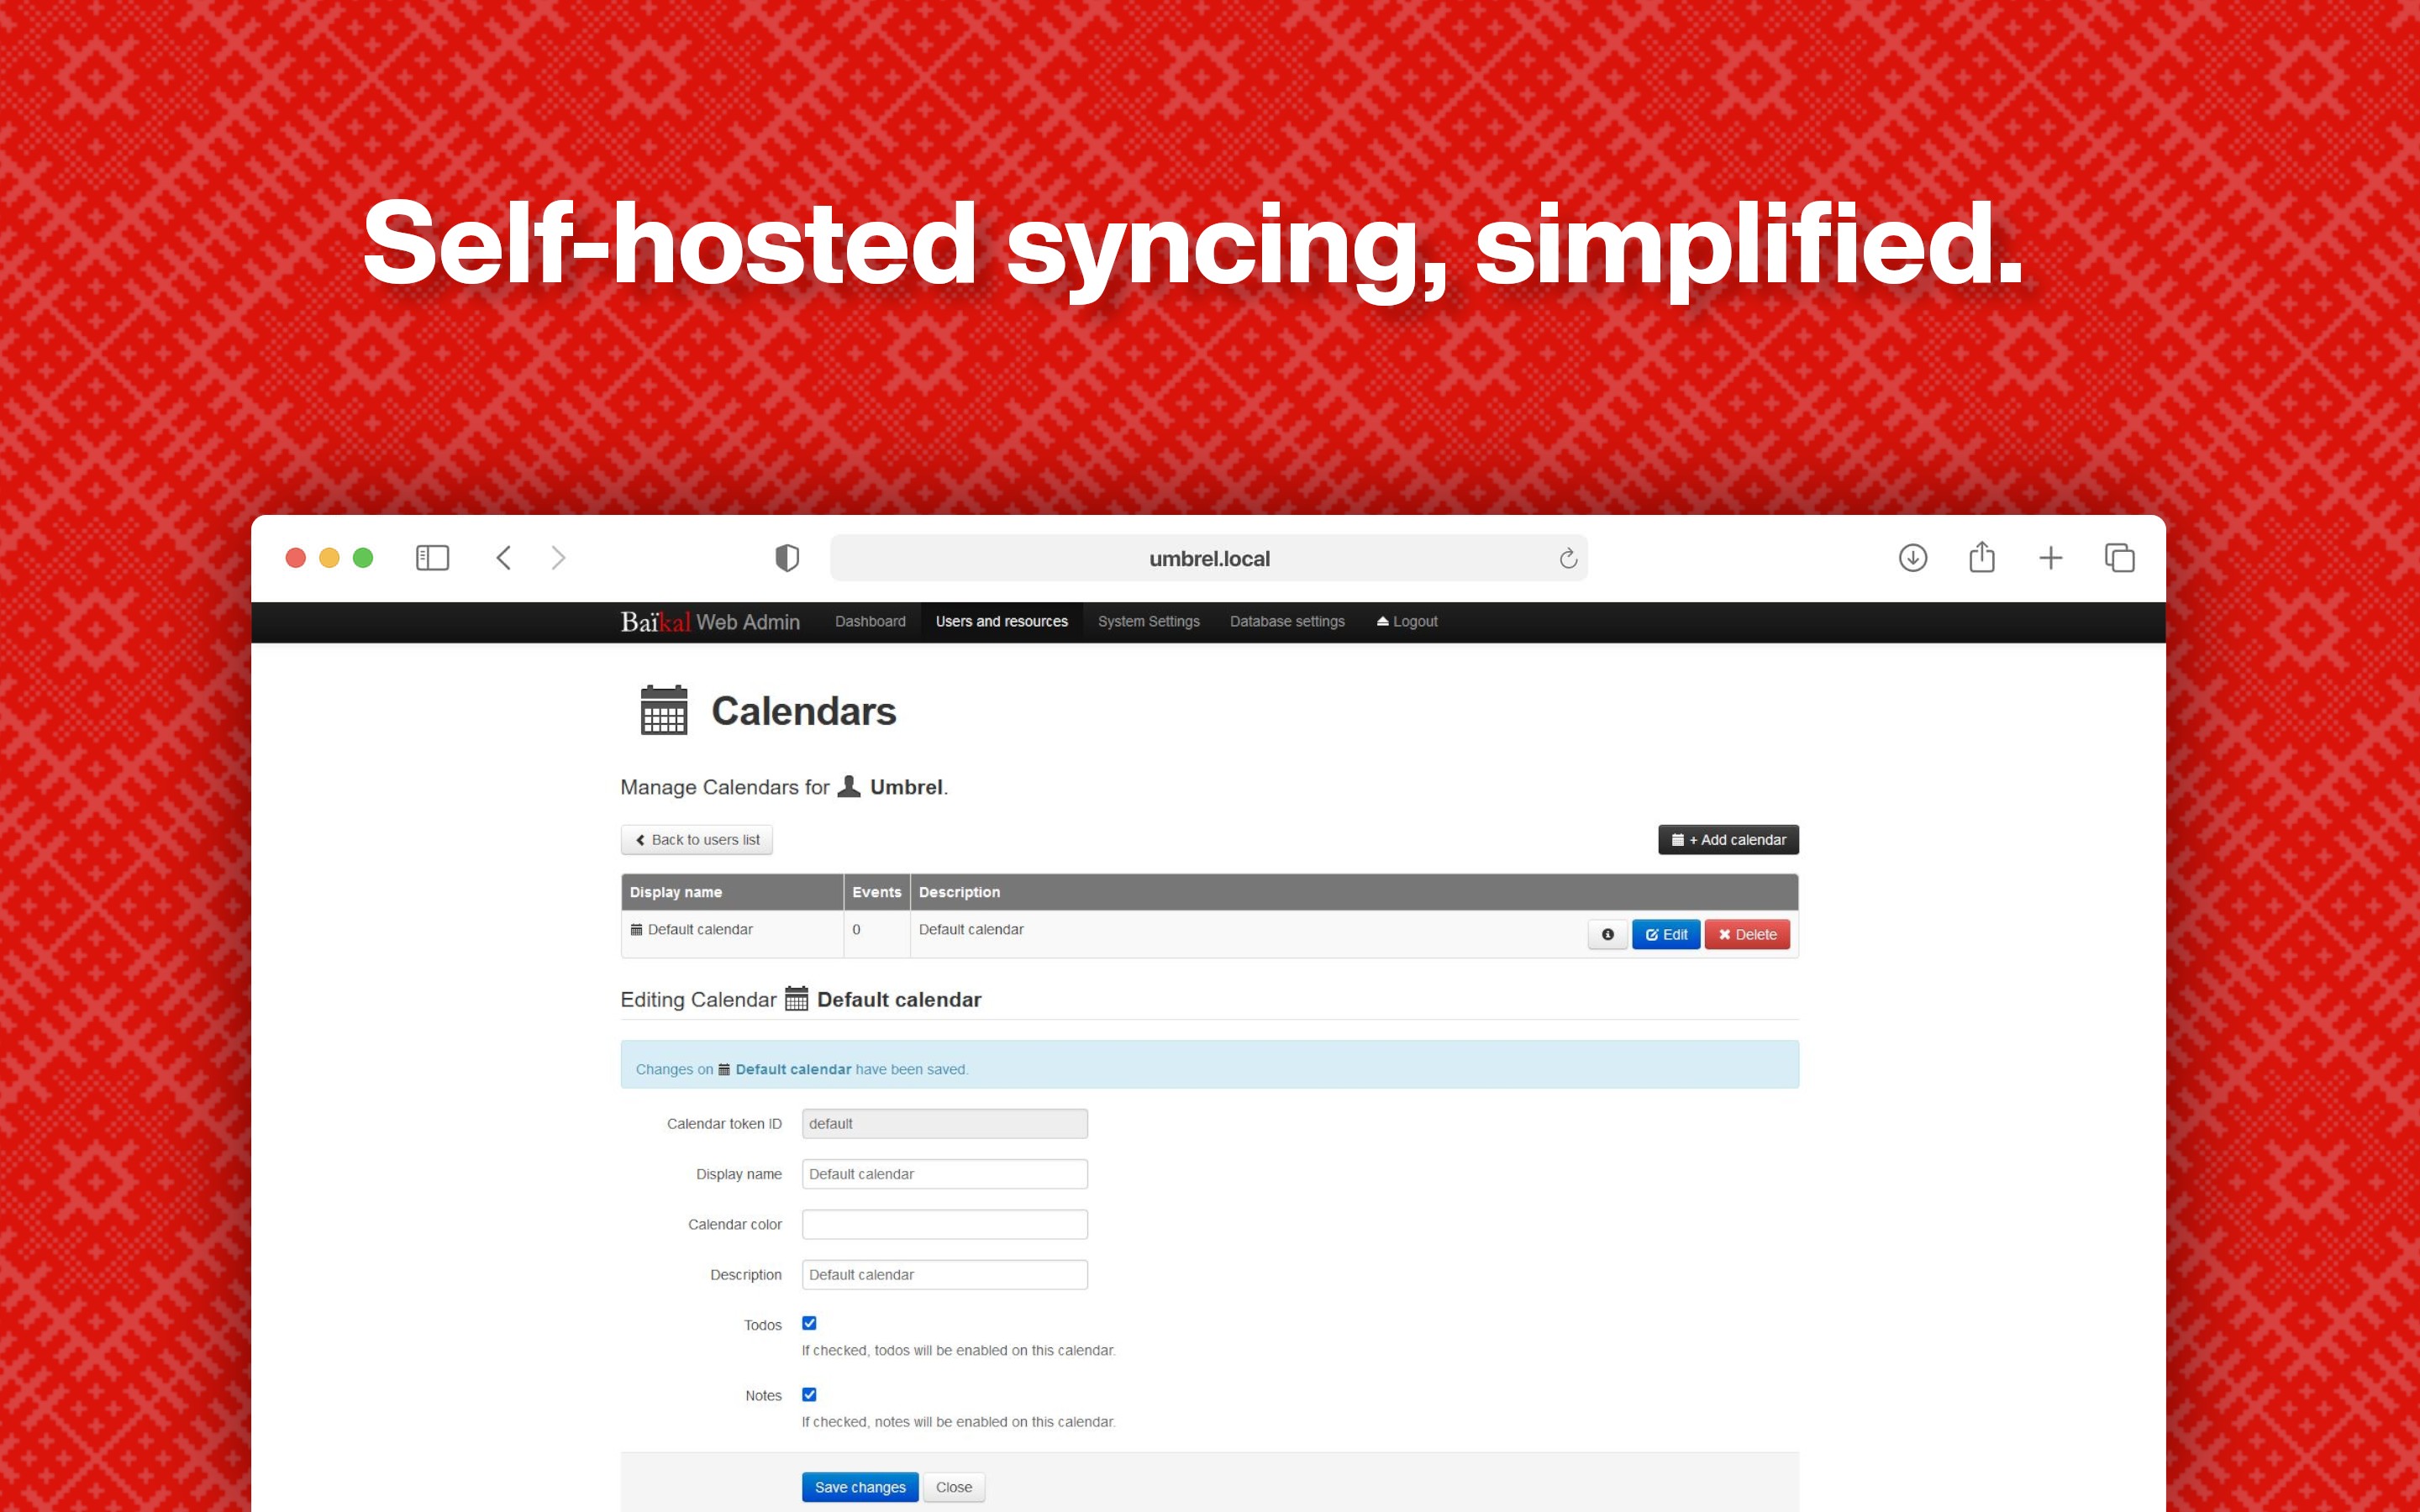 Self-hosted syncing, simplified.
umbrel.local
Baïkal Web Admin Dashboard Users and resources System Settings Database settings Logout
Calendars
Manage Calendars for Umbrel.
Back to users list + Add calendar
Display name Events Description
Default calendar 0 Default calendar Edit Delete
Editing Calendar Default calendar
Changes on Default calendar have been saved.
Calendar token ID default
Display name Default calendar
Calendar color
Description Default calendar
Todos
If checked, todos will be enabled on this calendar.
Notes
If checked, notes will be enabled on this calendar.
Save changes Close